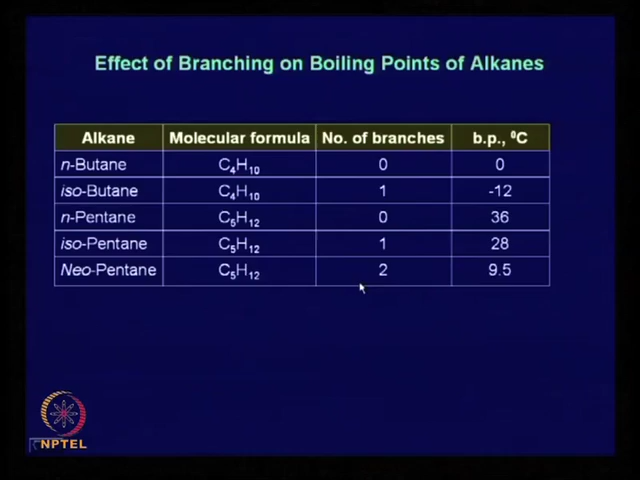 Effect of Branching on Boiling Points of Alkanes
Alkane Molecular formula No. of branches b.p., ⁰C
n-Butane C₄H₁₀ 0 0
iso-Butane C₄H₁₀ 1 -12
n-Pentane C₅H₁₂ 0 36
iso-Pentane C₅H₁₂ 1 28
Neo-Pentane C₅H₁₂ 2 9.5
NPTEL